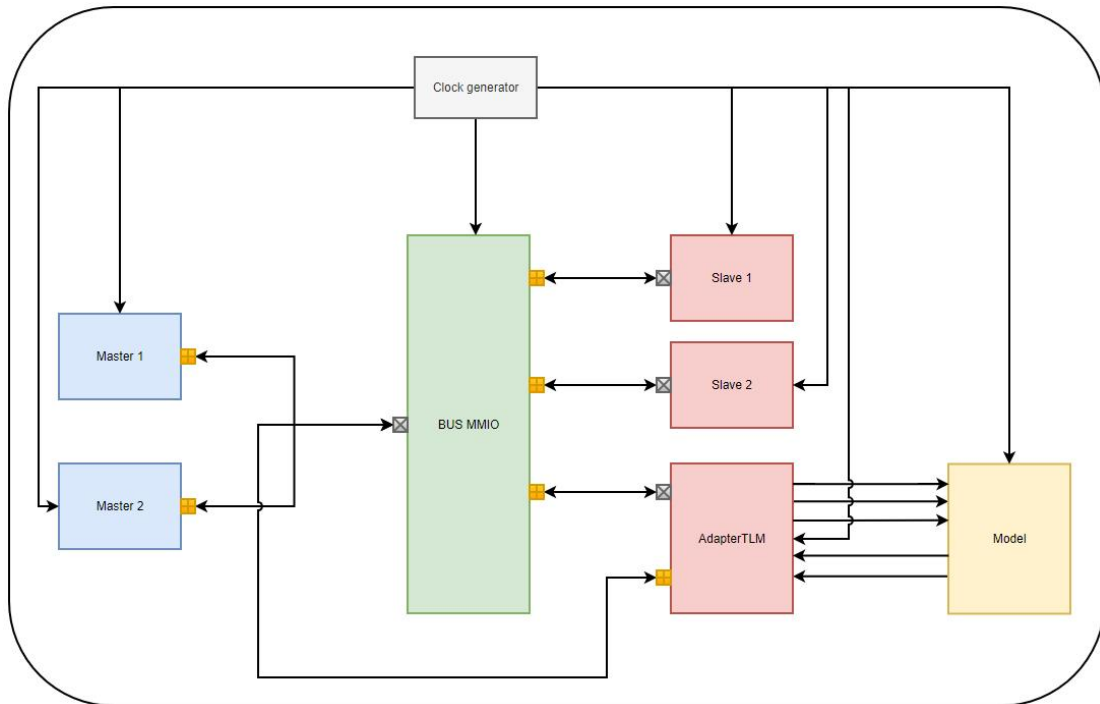 Clock generator
Slave 1
Master 1
Slave 2
BUS MMIO
Master 2
AdapterTLM
Model